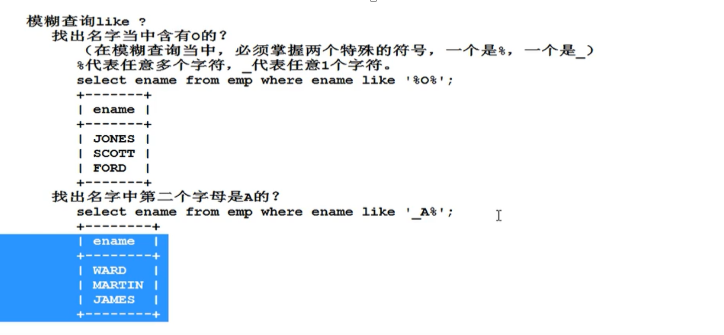 模糊查询like ?
找出名字当中含有O的?
（在模糊查询当中，必须掌握两个特殊的符号，一个是%，一个是_）
%代表任意多个字符，_代表任意1个字符。
select ename from emp where ename like '%O%';
+-------+
| ename |
+-------+
| JONES |
| SCOTT |
| FORD  |
+-------+
找出名字中第二个字母是A的?
select ename from emp where ename like '_A%';
+--------+
| ename  |
+--------+
| WARD   |
| MARTIN |
| JAMES  |
+--------+